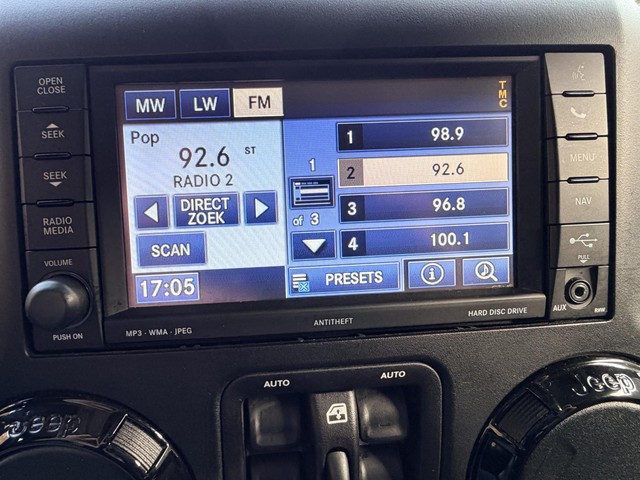 OPEN
CLOSE
SEEK
SEEK
RADIO
MEDIA
VOLUME
PUSH ON
MW
LW
FM
TMC
Pop
92.6 ST
RADIO 2
DIRECT
ZOEK
SCAN
17:05
1
of 3
1 98.9
2 92.6
3 96.8
4 100.1
PRESETS
MENU
NAV
PULL
AUX
MP3 - WMA - JPEG
ANTITHEFT
HARD DISC DRIVE
AUTO
AUTO
Jeep
Jeep